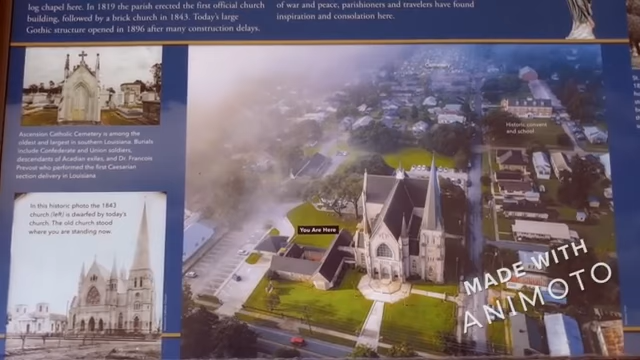 log chapel here. In 1819 the parish erected the first official church
building, followed by a brick church in 1843. Today's large
Gothic structure opened in 1896 after many construction delays.
of war and peace, parishioners and travelers have found
inspiration and consolation here.
Ascension Catholic Cemetery is among the
oldest and largest in southern Louisiana. Burials
include Confederate and Union soldiers,
descendants of Acadian exiles, and Dr. Francois
Prevost who performed the first Caesarian
section delivery in Louisiana.
In this historic photo the 1843
church (left) is dwarfed by today's
church. The old church stood
where you are standing now.
You Are Here
Historic convent
and school
MADE WITH
ANIMOTO